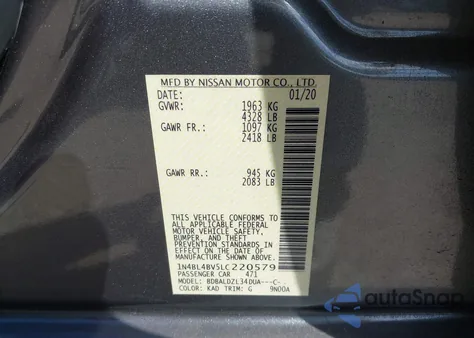 MFD BY NISSAN MOTOR CO., LTD.
DATE: 01/20
GVWR: 1963 KG
4328 LB
GAWR FR.: 1097 KG
2418 LB
GAWR RR.: 945 KG
2083 LB
THIS VEHICLE CONFORMS TO
ALL APPLICABLE FEDERAL
MOTOR VEHICLE SAFETY,
BUMPER, AND THEFT
PREVENTION STANDARDS IN
EFFECT ON THE DATE OF
MANUFACTURE SHOWN ABOVE.
1N4BL4BV5LC220579
PASSENGER CAR 471
MODEL: BDBALDZL34DUA---C-
COLOR: KAD TRIM: G 9N00A
autoSnap